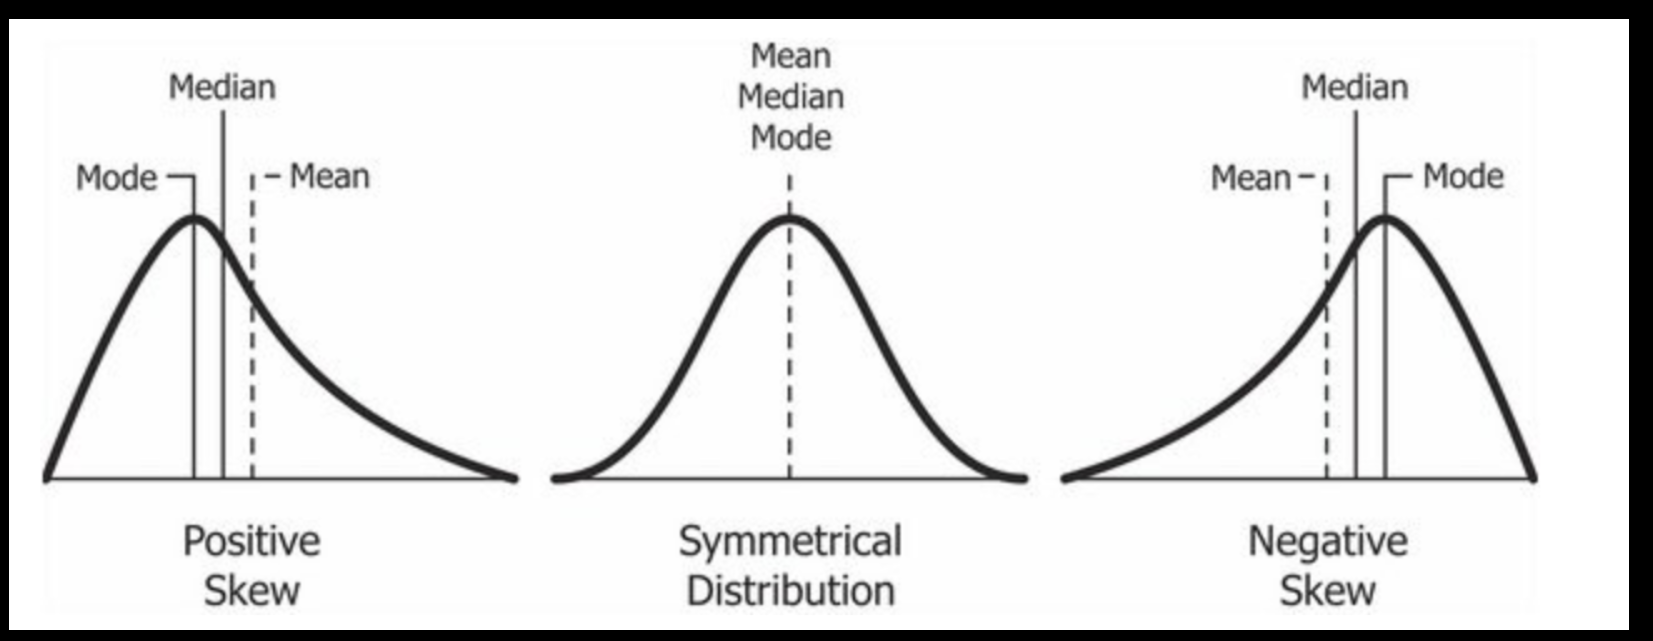 Median
Mode
Mean
Positive
Skew
Mean
Median
Mode
Symmetrical
Distribution
Median
Mean
Mode
Negative
Skew